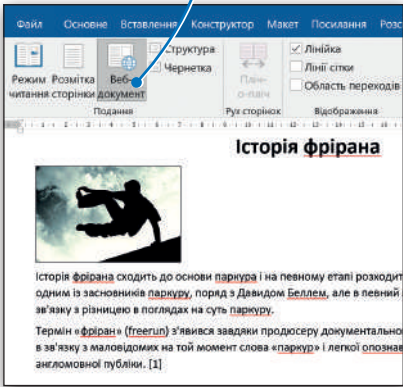 Файл Основне Вставлення Конструктор Макет Посилання Розс
Режим читання
Розмітка сторінки
Веб-документ
Структура
Чернетка
Подання
Пліч-о-пліч
Рух сторінок
Лінійка
Лінії сітки
Область переходів
Відображення
Історія фрірана
Історія фрірана сходить до основи паркура і на певному етапі розходит
одним із засновників паркуру, поряд з Давидом Беллем, але в певний
зв'язку з різницею в поглядах на суть паркуру.
Термін «фріран» (freerun) з'явився завдяки продюсеру документально
в зв'язку з маловідомих на той момент слова «паркур» і легкої опознав
англомовної публіки. [1]